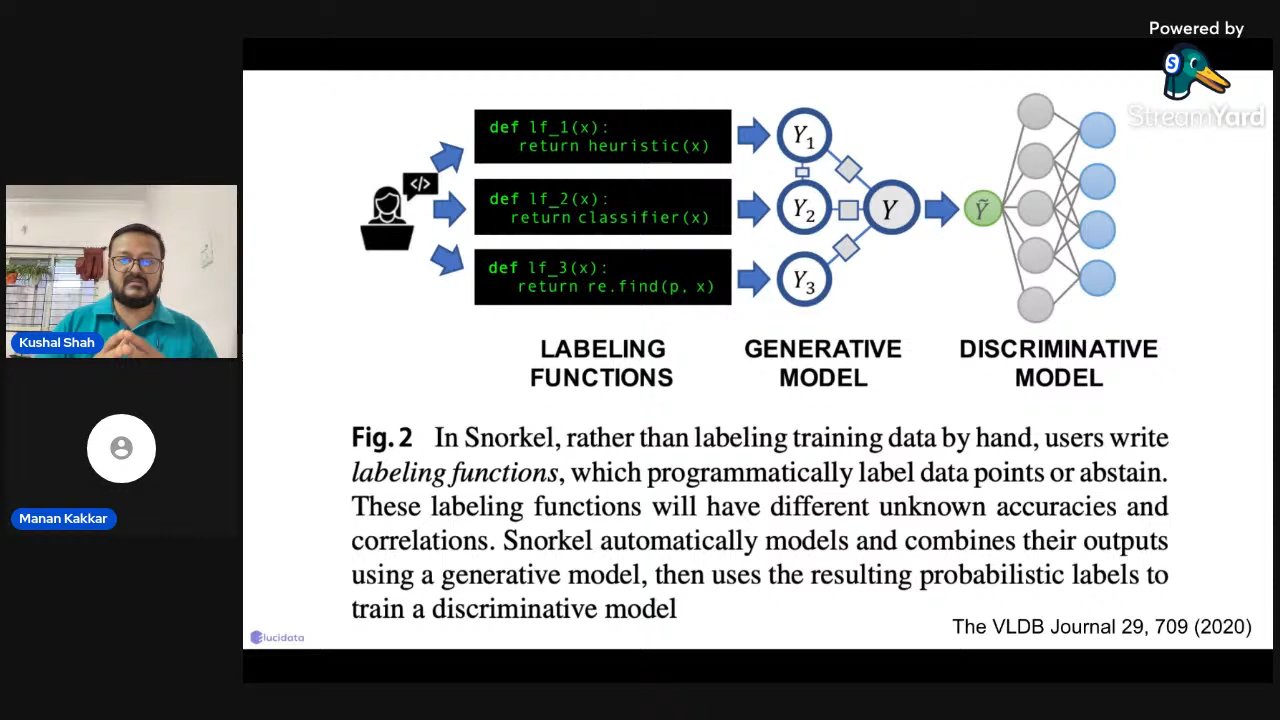 Powered by
StreamYard
def lf_1(x):
return heuristic(x)
def lf_2(x):
return classifier(x)
def lf_3(x):
return re.find(p, x)
</>
Y1
Y2
Y3
Y
Ỹ
LABELING
FUNCTIONS
GENERATIVE
MODEL
DISCRIMINATIVE
MODEL
Kushal Shah
Manan Kakkar
Fig. 2 In Snorkel, rather than labeling training data by hand, users write
labeling functions, which programmatically label data points or abstain.
These labeling functions will have different unknown accuracies and
correlations. Snorkel automatically models and combines their outputs
using a generative model, then uses the resulting probabilistic labels to
train a discriminative model
The VLDB Journal 29, 709 (2020)
elucidata
S